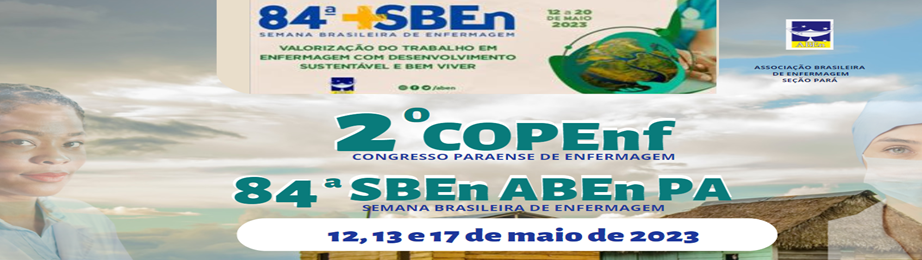 84ª +SBEn
SEMANA BRASILEIRA DE ENFERMAGEM
12 a 20
DE MAIO
2023
VALORIZAÇÃO DO TRABALHO EM
ENFERMAGEM COM DESENVOLVIMENTO
SUSTENTÁVEL E BEM VIVER
/aben
ABEn
ASSOCIAÇÃO BRASILEIRA
DE ENFERMAGEM
SEÇÃO PARÁ
2º COPEnf
CONGRESSO PARAENSE DE ENFERMAGEM
84ª SBEn ABEn PA
SEMANA BRASILEIRA DE ENFERMAGEM
12, 13 e 17 de maio de 2023